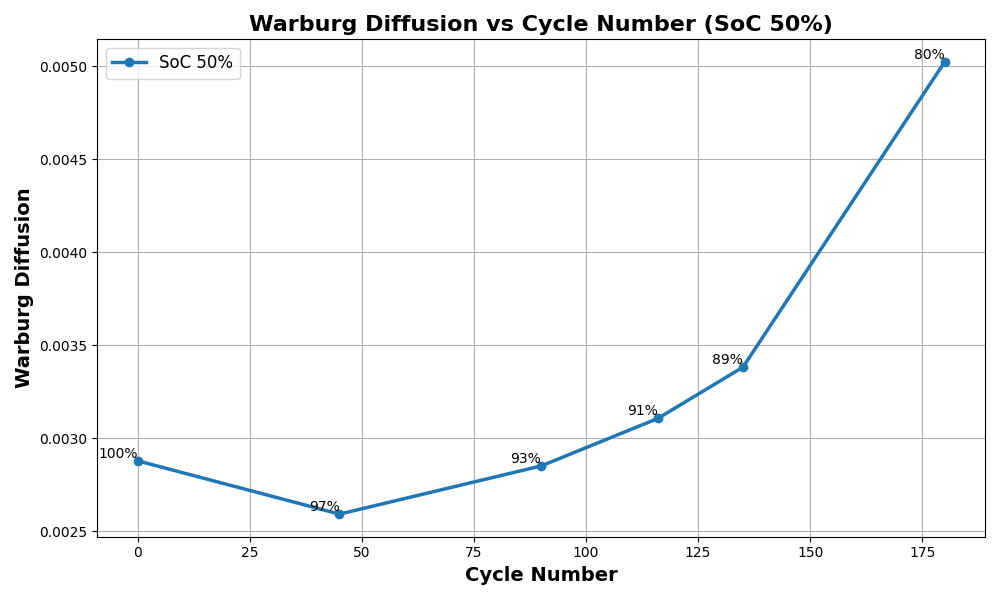 Warburg Diffusion vs Cycle Number (SoC 50%)
SoC 50%
Warburg Diffusion
0.0050
0.0045
0.0040
0.0035
0.0030
0.0025
100%
97%
93%
91%
89%
80%
0 25 50 75 100 125 150 175
Cycle Number